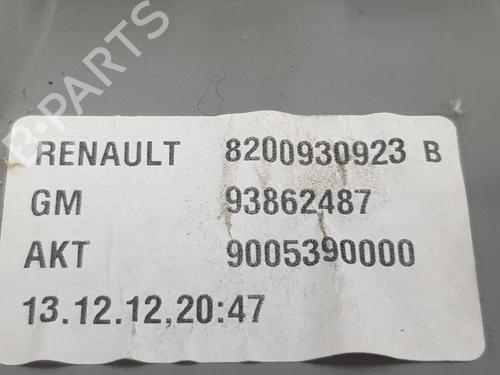 RENAULT 8200930923 B
GM 93862487
AKT 9005390000
13.12.12,20:47